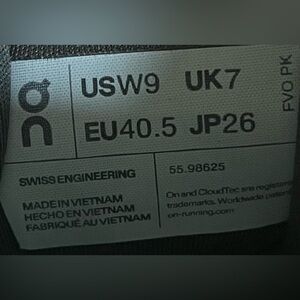 on
USW9 UK7
EU40.5 JP26
FVO PK
SWISS ENGINEERING
MADE IN VIETNAM
HECHO EN VIETNAM
FABRIQUÉ AU VIETNAM
55.98625
On and CloudTec are registered
trademarks. Worldwide patent
on-running.com